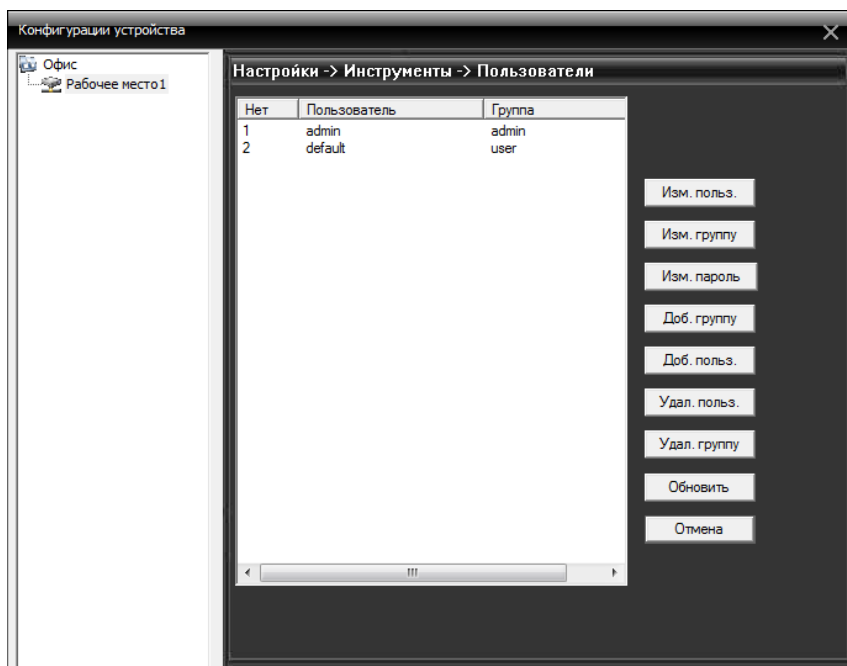 Конфигурации устройства
Офис
Рабочее место1
Настройки -> Инструменты -> Пользователи
Нет Пользователь Группа
1 admin admin
2 default user
Изм. польз.
Изм. группу
Изм. пароль
Доб. группу
Доб. польз.
Удал. польз.
Удал. группу
Обновить
Отмена